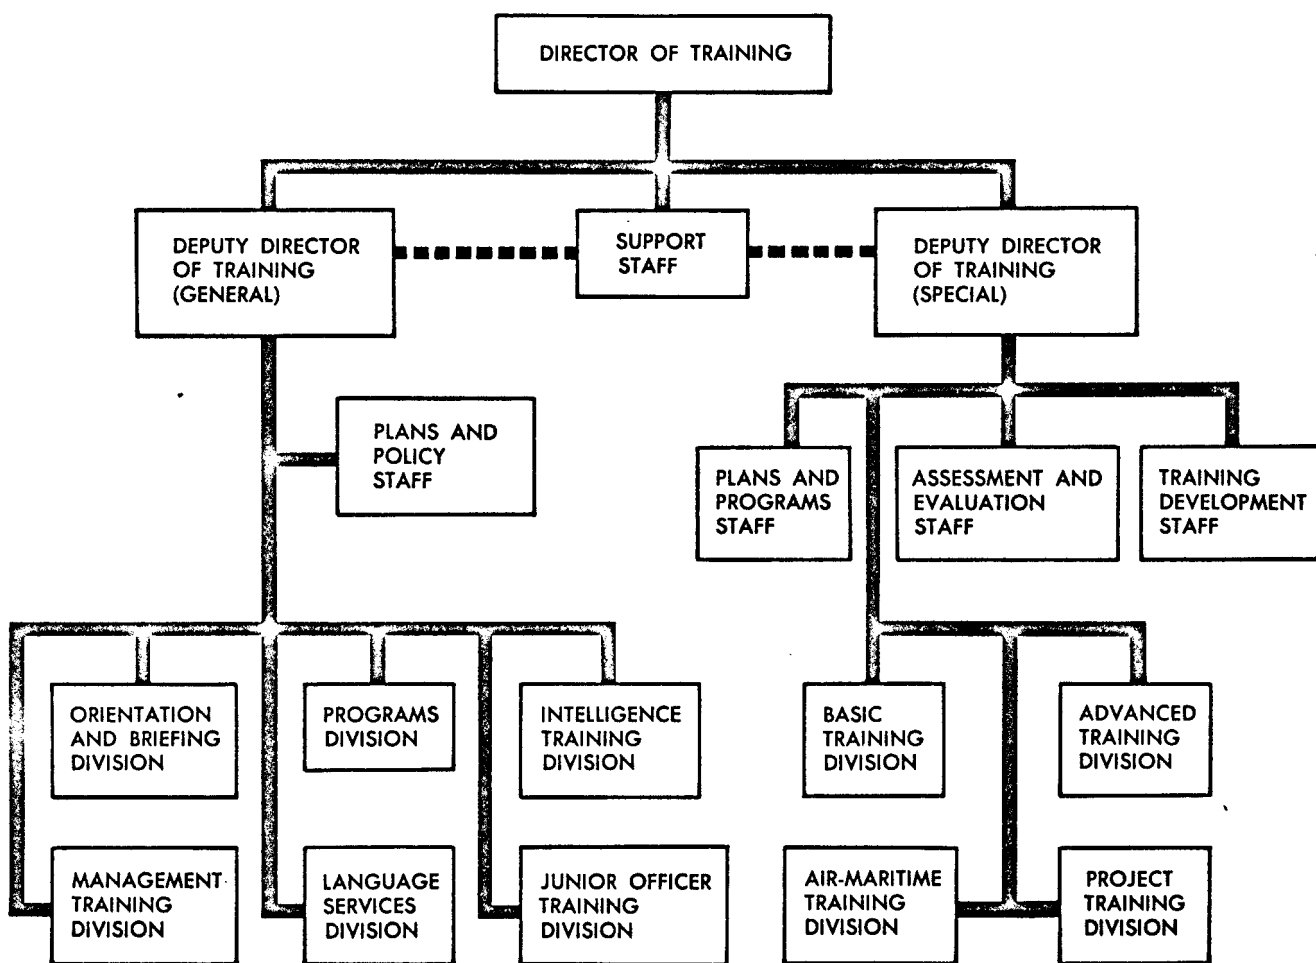 DIRECTOR OF TRAINING
DEPUTY DIRECTOR
OF TRAINING
(GENERAL)
SUPPORT
STAFF
DEPUTY DIRECTOR
OF TRAINING
(SPECIAL)
PLANS AND
POLICY
STAFF
PLANS AND
PROGRAMS
STAFF
ASSESSMENT AND
EVALUATION
STAFF
TRAINING
DEVELOPMENT
STAFF
ORIENTATION
AND BRIEFING
DIVISION
PROGRAMS
DIVISION
INTELLIGENCE
TRAINING
DIVISION
BASIC
TRAINING
DIVISION
ADVANCED
TRAINING
DIVISION
MANAGEMENT
TRAINING
DIVISION
LANGUAGE
SERVICES
DIVISION
JUNIOR OFFICER
TRAINING
DIVISION
AIR-MARITIME
TRAINING
DIVISION
PROJECT
TRAINING
DIVISION